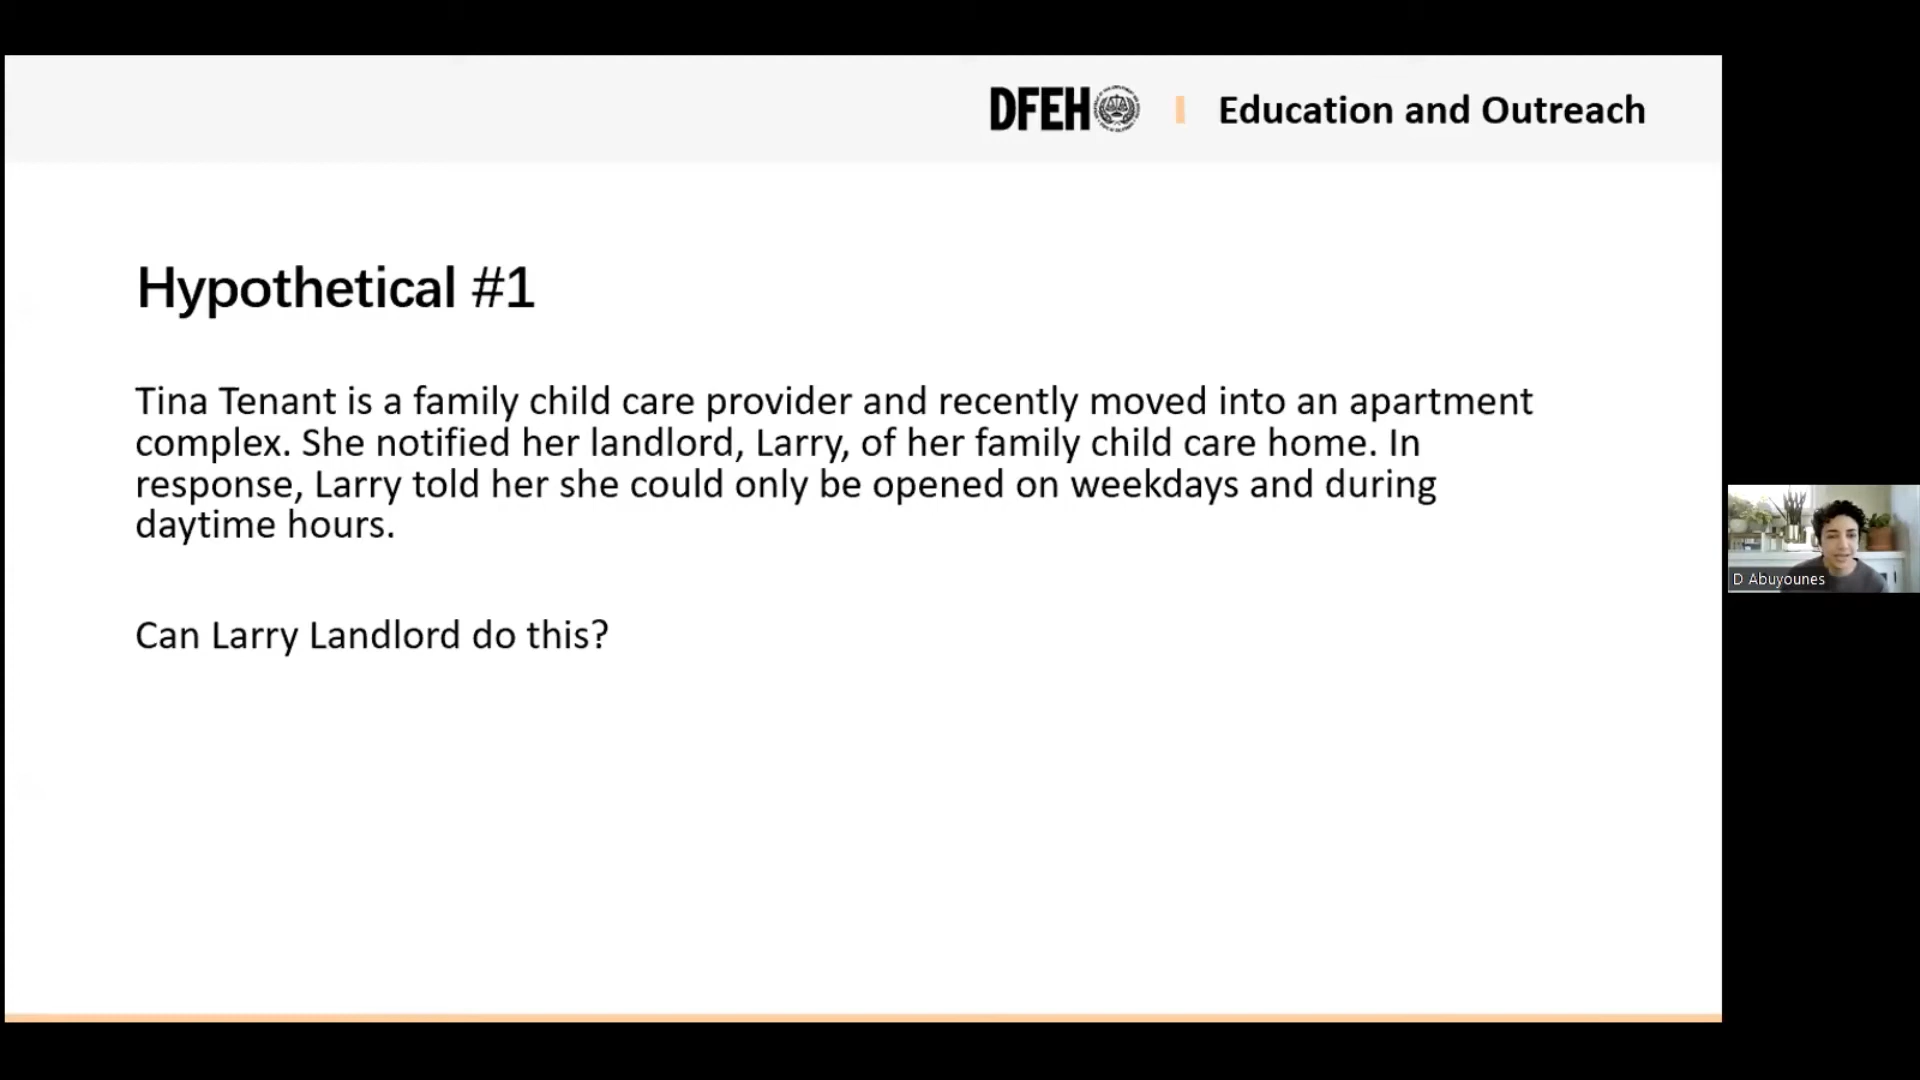 DFEH
Education and Outreach
Hypothetical #1
Tina Tenant is a family child care provider and recently moved into an apartment
complex. She notified her landlord, Larry, of her family child care home. In
response, Larry told her she could only be opened on weekdays and during
daytime hours.
Can Larry Landlord do this?
D Abuyounes